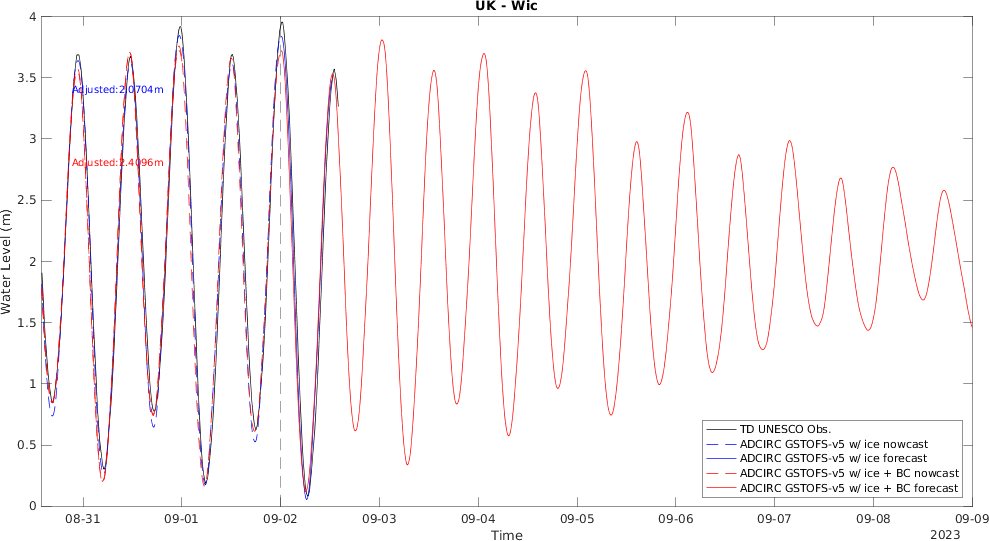 UK - Wic
Water Level (m)
4
3.5
3
2.5
2
1.5
1
0.5
0
Adjusted:2.0704m
Adjusted:2.4096m
TD UNESCO Obs.
ADCIRC GSTOFS-v5 w/ ice nowcast
ADCIRC GSTOFS-v5 w/ ice forecast
ADCIRC GSTOFS-v5 w/ ice + BC nowcast
ADCIRC GSTOFS-v5 w/ ice + BC forecast
08-31 09-01 09-02 09-03 09-04 09-05 09-06 09-07 09-08 09-09
Time
2023